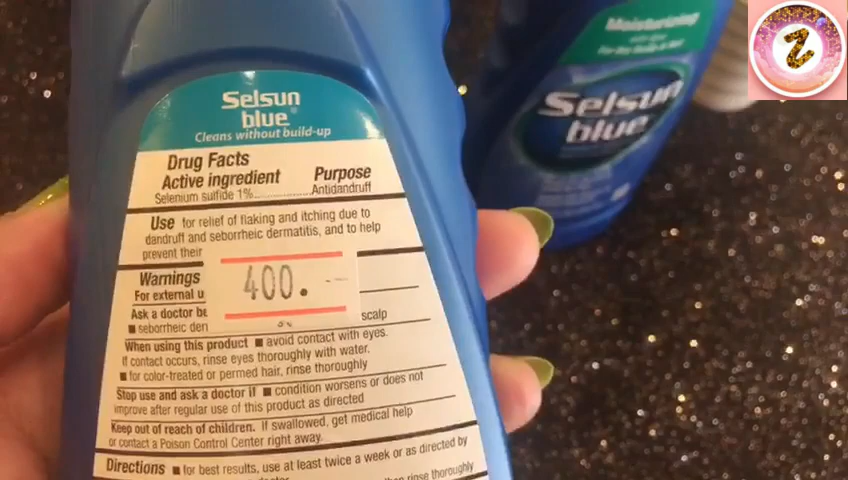 Selsun
blue®
Cleans without build-up
Drug Facts
Active ingredient Purpose
Selenium sulfide 1% Antidandruff
Use for relief of flaking and itching due to
dandruff and seborrheic dermatitis, and to help
prevent their
Warnings
For external
Ask a doctor
■ seborrheic scalp
400.
When using this product ■ avoid contact with eyes.
If contact occurs, rinse eyes thoroughly with water.
■ for color-treated or permed hair, rinse thoroughly
Stop use and ask a doctor if ■ condition worsens or does not
improve after regular use of this product as directed
Keep out of reach of children. If swallowed, get medical help
or contact a Poison Control Center right away.
Directions ■ for best results, use at least twice a week or as directed by
rinse thoroughly
Moisturizing
Selsun
blue
Z